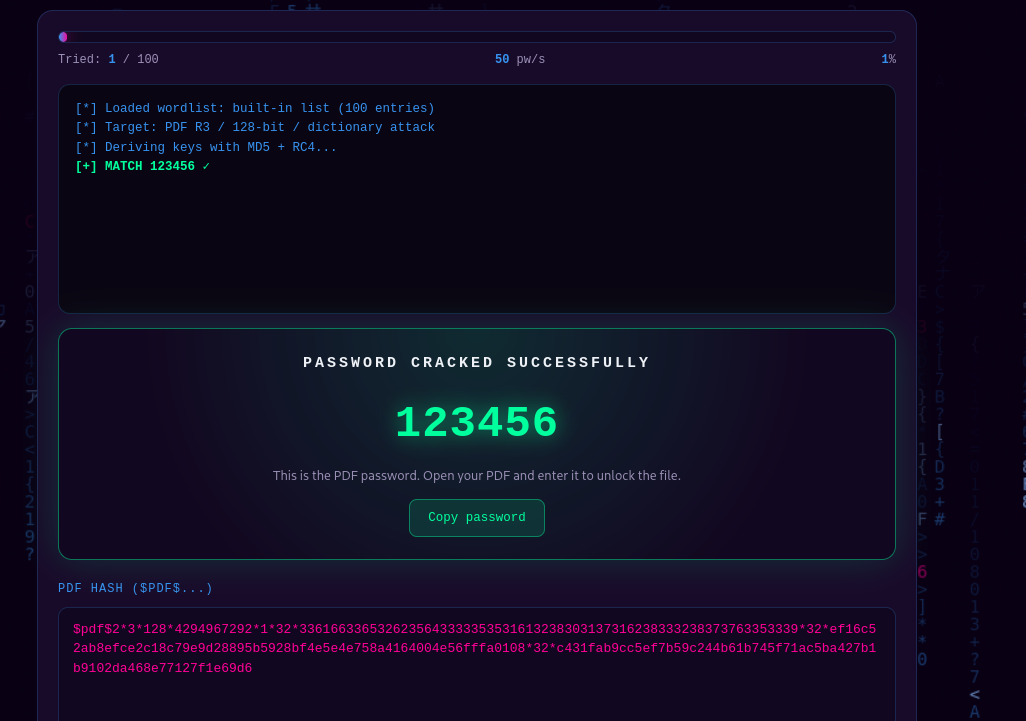 Tried: 1 / 100 50 pw/s 1%
[*] Loaded wordlist: built-in list (100 entries)
[*] Target: PDF R3 / 128-bit / dictionary attack
[*] Deriving keys with MD5 + RC4...
[+] MATCH 123456 ✓
PASSWORD CRACKED SUCCESSFULLY
123456
This is the PDF password. Open your PDF and enter it to unlock the file.
Copy password
PDF HASH ($PDF$...)
$pdf$2*3*128*4294967292*1*32*33616633653262356433333535316132383031373162383332383737633533​39*32*ef16c5
2ab8efce2c18c79e9d28895b5928bf4e5e4e758a4164004e56fffa0108*32*c431fab9cc5ef7b59c244b61b745f71ac5ba427b1
b9102da468e77127f1e69d6